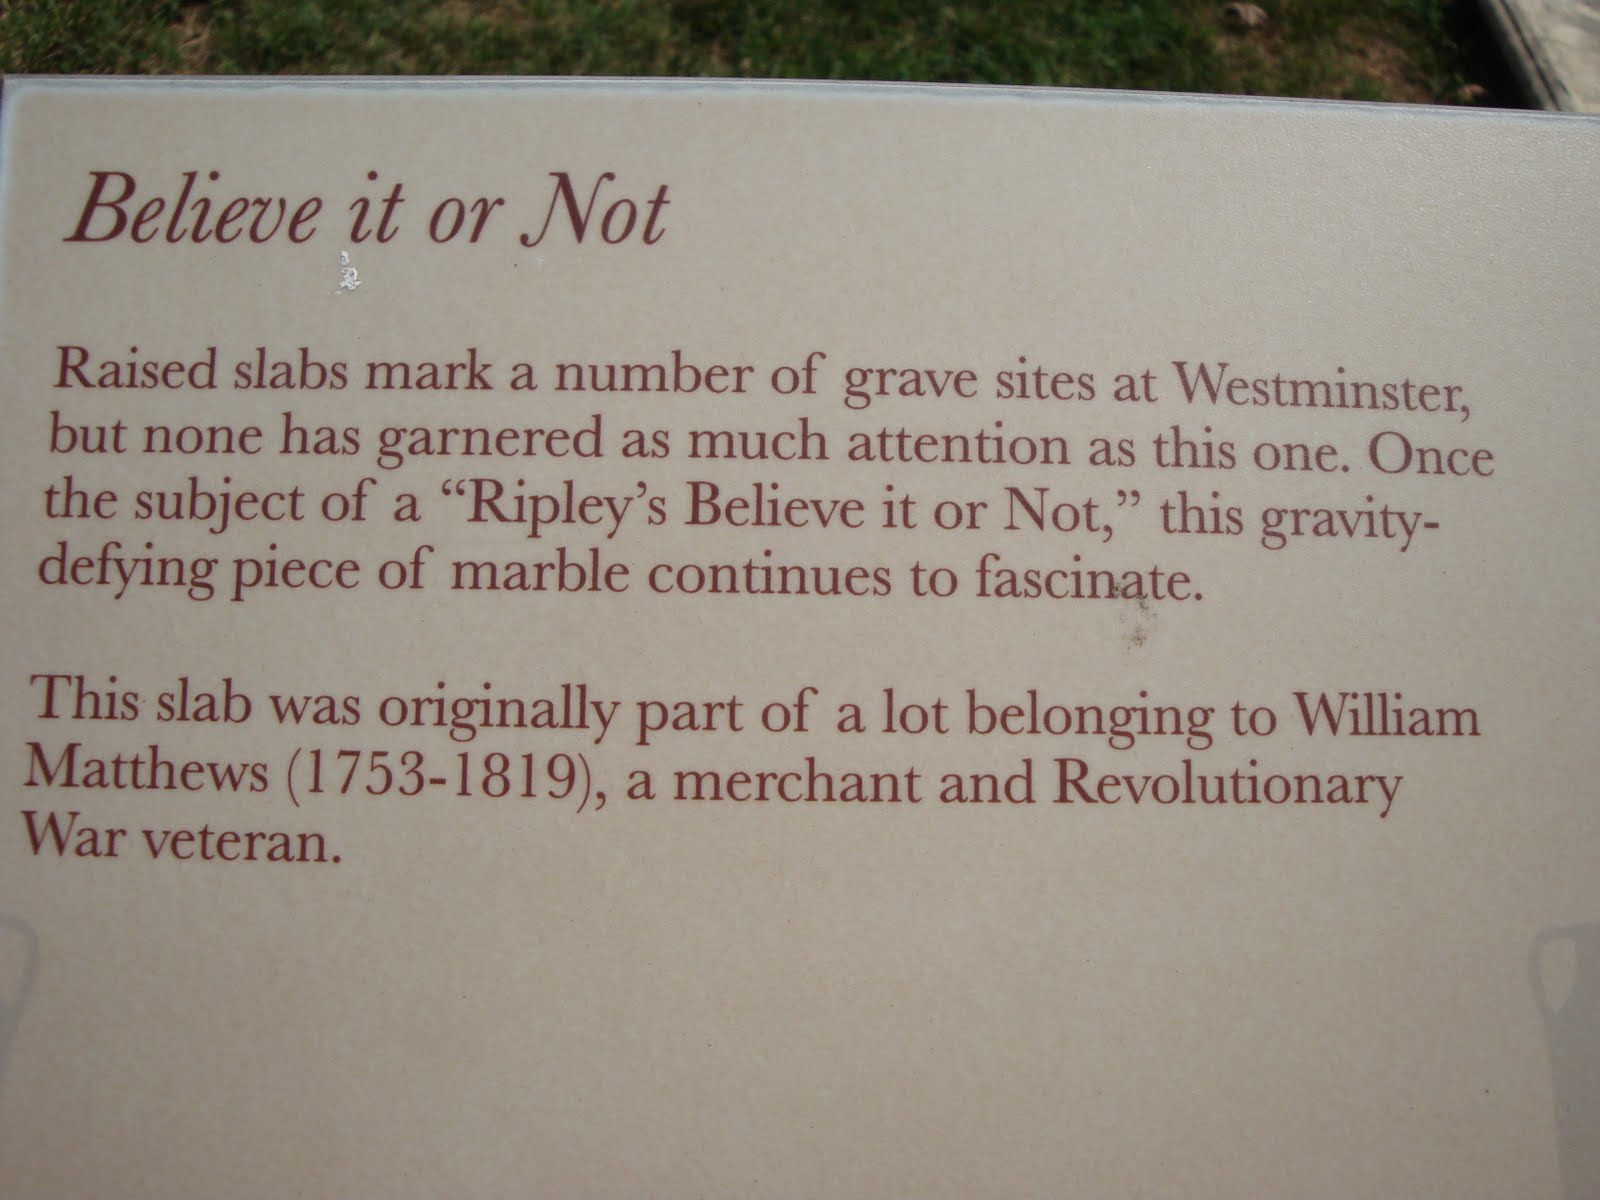 Believe it or Not
Raised slabs mark a number of grave sites at Westminster,
but none has garnered as much attention as this one. Once
the subject of a “Ripley’s Believe it or Not,” this gravity-
defying piece of marble continues to fascinate.
This slab was originally part of a lot belonging to William
Matthews (1753-1819), a merchant and Revolutionary
War veteran.